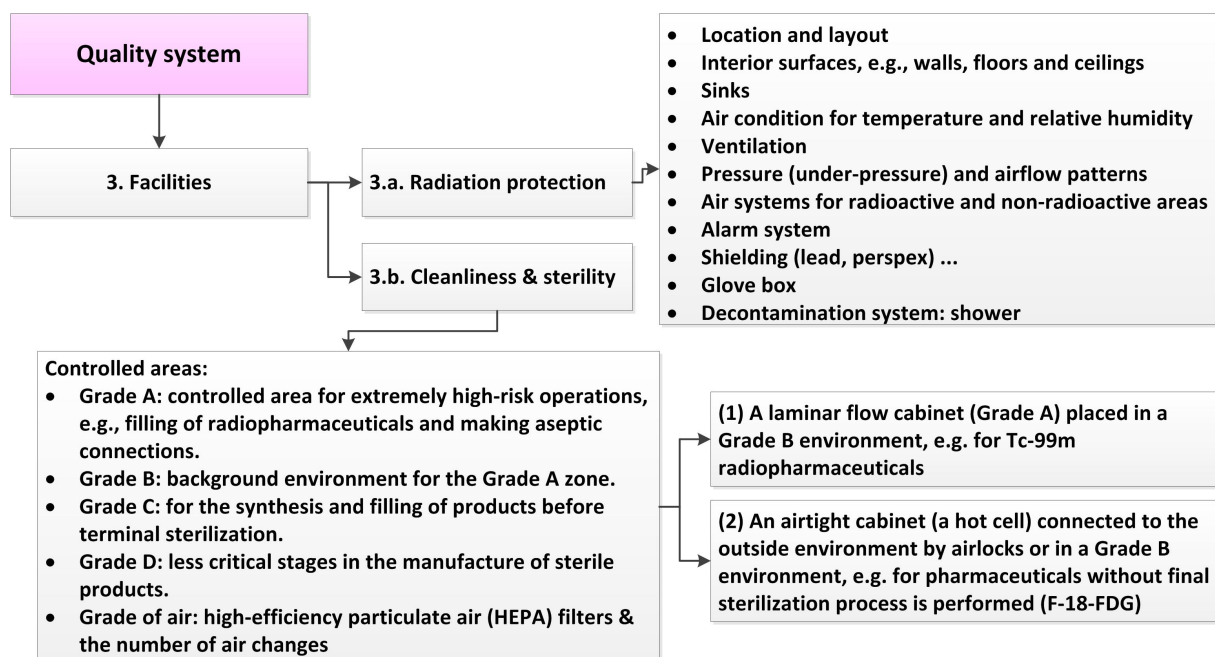 Quality system
3. Facilities
3.a. Radiation protection
3.b. Cleanliness & sterility
• Location and layout
• Interior surfaces, e.g., walls, floors and ceilings
• Sinks
• Air condition for temperature and relative humidity
• Ventilation
• Pressure (under-pressure) and airflow patterns
• Air systems for radioactive and non-radioactive areas
• Alarm system
• Shielding (lead, perspex) ...
• Glove box
• Decontamination system: shower
Controlled areas:
• Grade A: controlled area for extremely high-risk operations,
e.g., filling of radiopharmaceuticals and making aseptic
connections.
• Grade B: background environment for the Grade A zone.
• Grade C: for the synthesis and filling of products before
terminal sterilization.
• Grade D: less critical stages in the manufacture of sterile
products.
• Grade of air: high-efficiency particulate air (HEPA) filters &
the number of air changes
(1) A laminar flow cabinet (Grade A) placed in a
Grade B environment, e.g. for Tc-99m
radiopharmaceuticals
(2) An airtight cabinet (a hot cell) connected to the
outside environment by airlocks or in a Grade B
environment, e.g. for pharmaceuticals without final
sterilization process is performed (F-18-FDG)